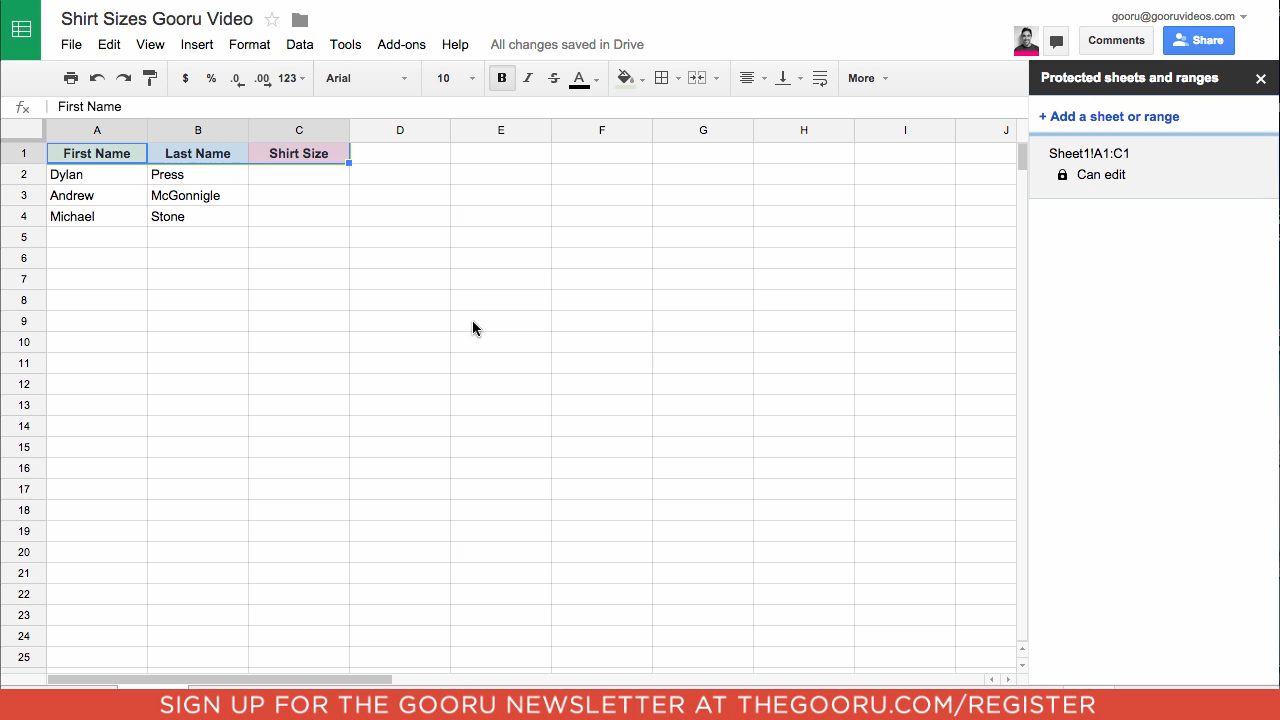 Shirt Sizes Gooru Video
gooru@gooruvideos.com
File Edit View Insert Format Data Tools Add-ons Help All changes saved in Drive
Comments Share
$ % .0 .00 123 Arial 10 B I S A More
Protected sheets and ranges
fx First Name
+ Add a sheet or range
A B C D E F G H I J
1 First Name Last Name Shirt Size
Sheet1!A1:C1
2 Dylan Press
Can edit
3 Andrew McGonnigle
4 Michael Stone
5
6
7
8
9
10
11
12
13
14
15
16
17
18
19
20
21
22
23
24
25
SIGN UP FOR THE GOORU NEWSLETTER AT THEGOORU.COM/REGISTER